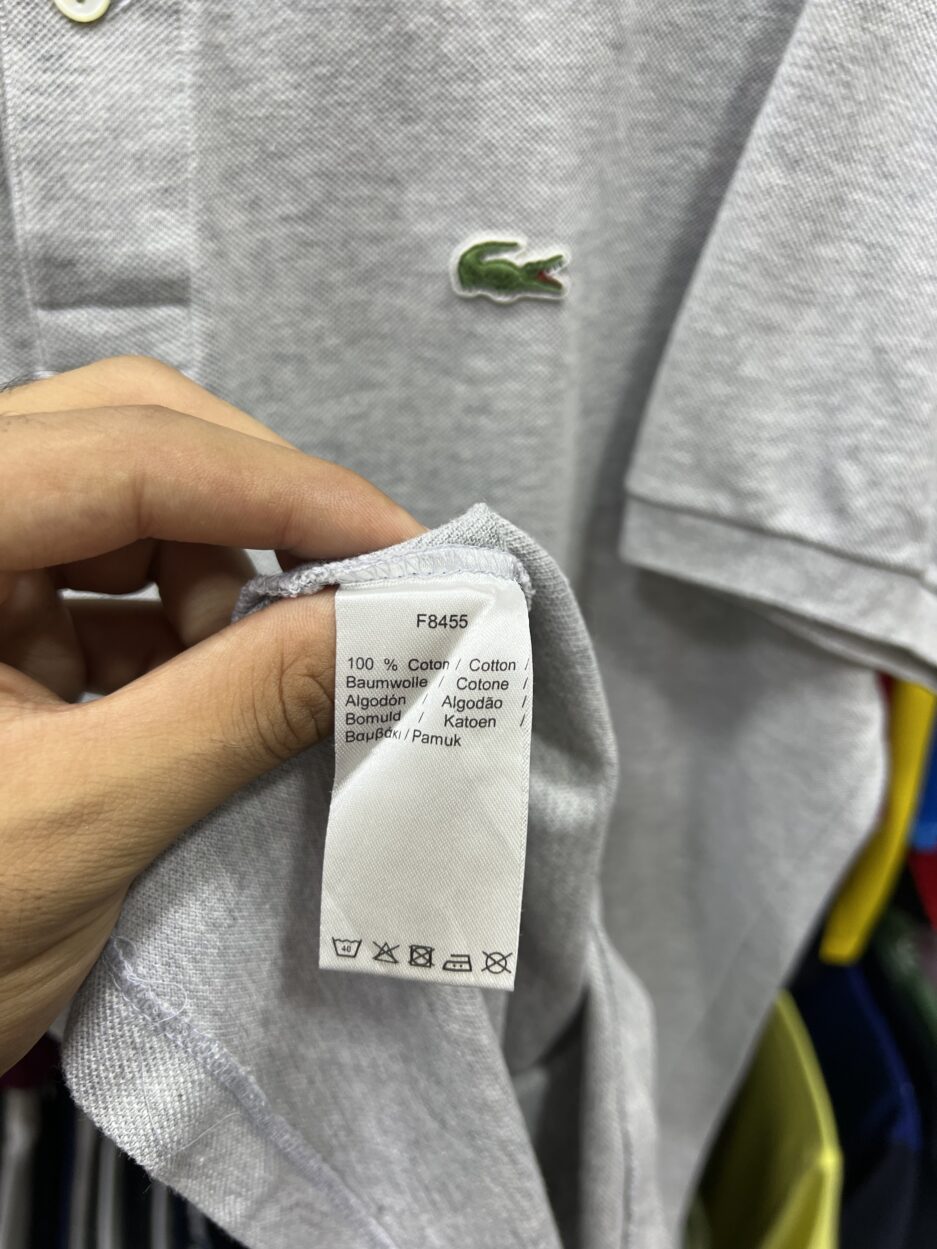 F8455
100 % Coton / Cotton /
Baumwolle / Cotone /
Algodón / Algodão /
Bomuld / Katoen /
Βαμβάκι / Pamuk
40